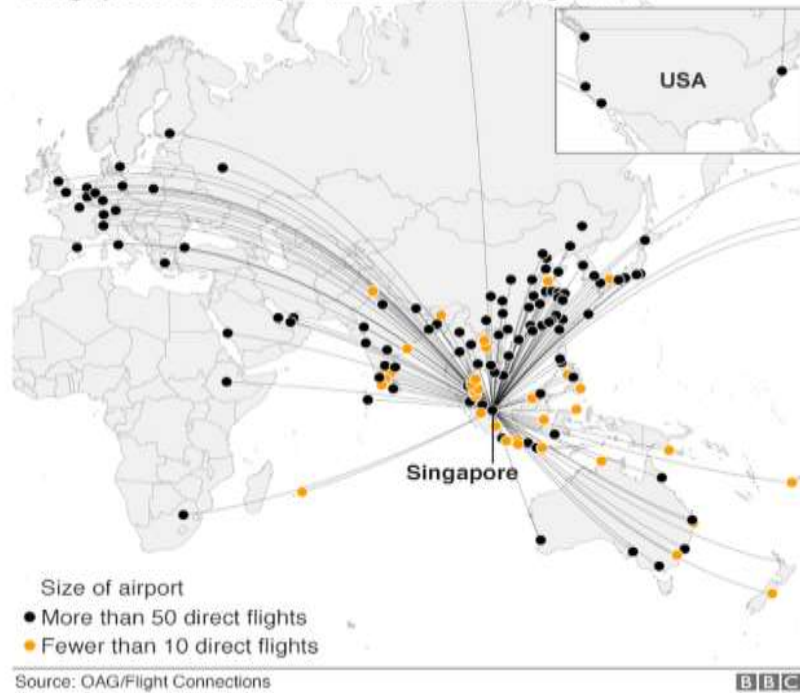 USA
Singapore
Size of airport
More than 50 direct flights
Fewer than 10 direct flights
Source: OAG/Flight Connections
BBC